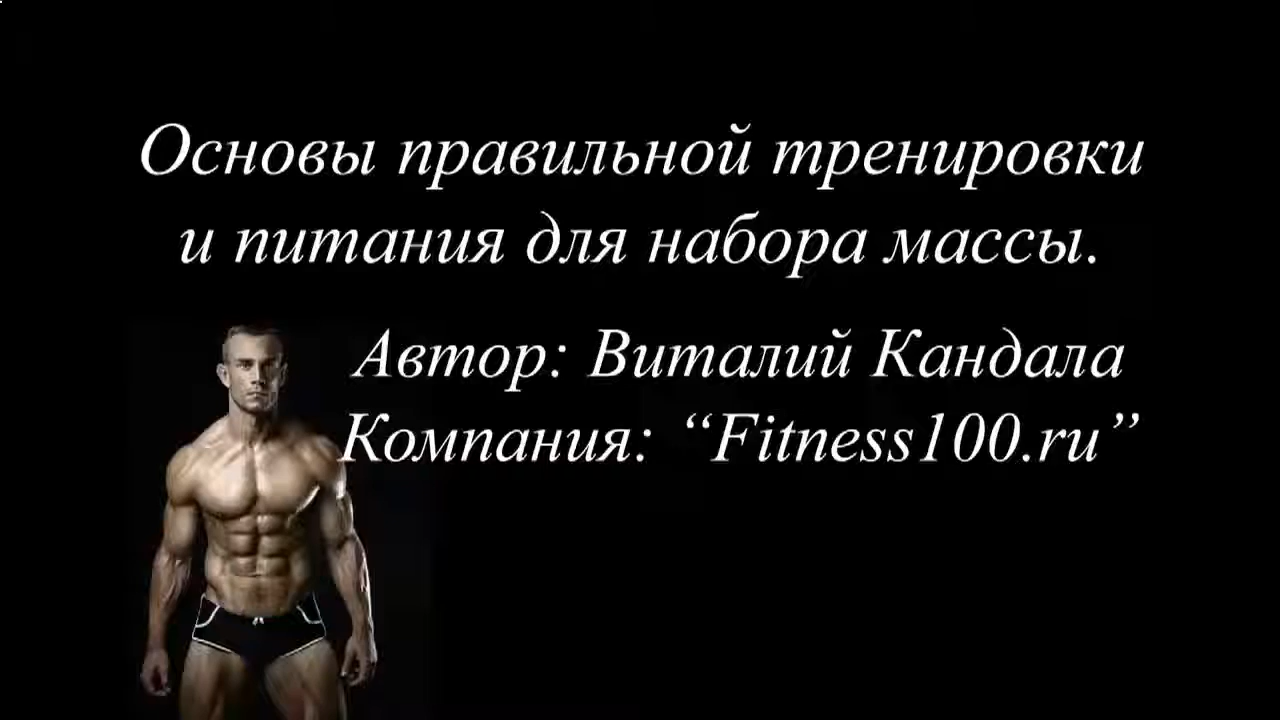 Основы правильной тренировки
и питания для набора массы.
Автор: Виталий Кандала
Компания: “Fitness100.ru”